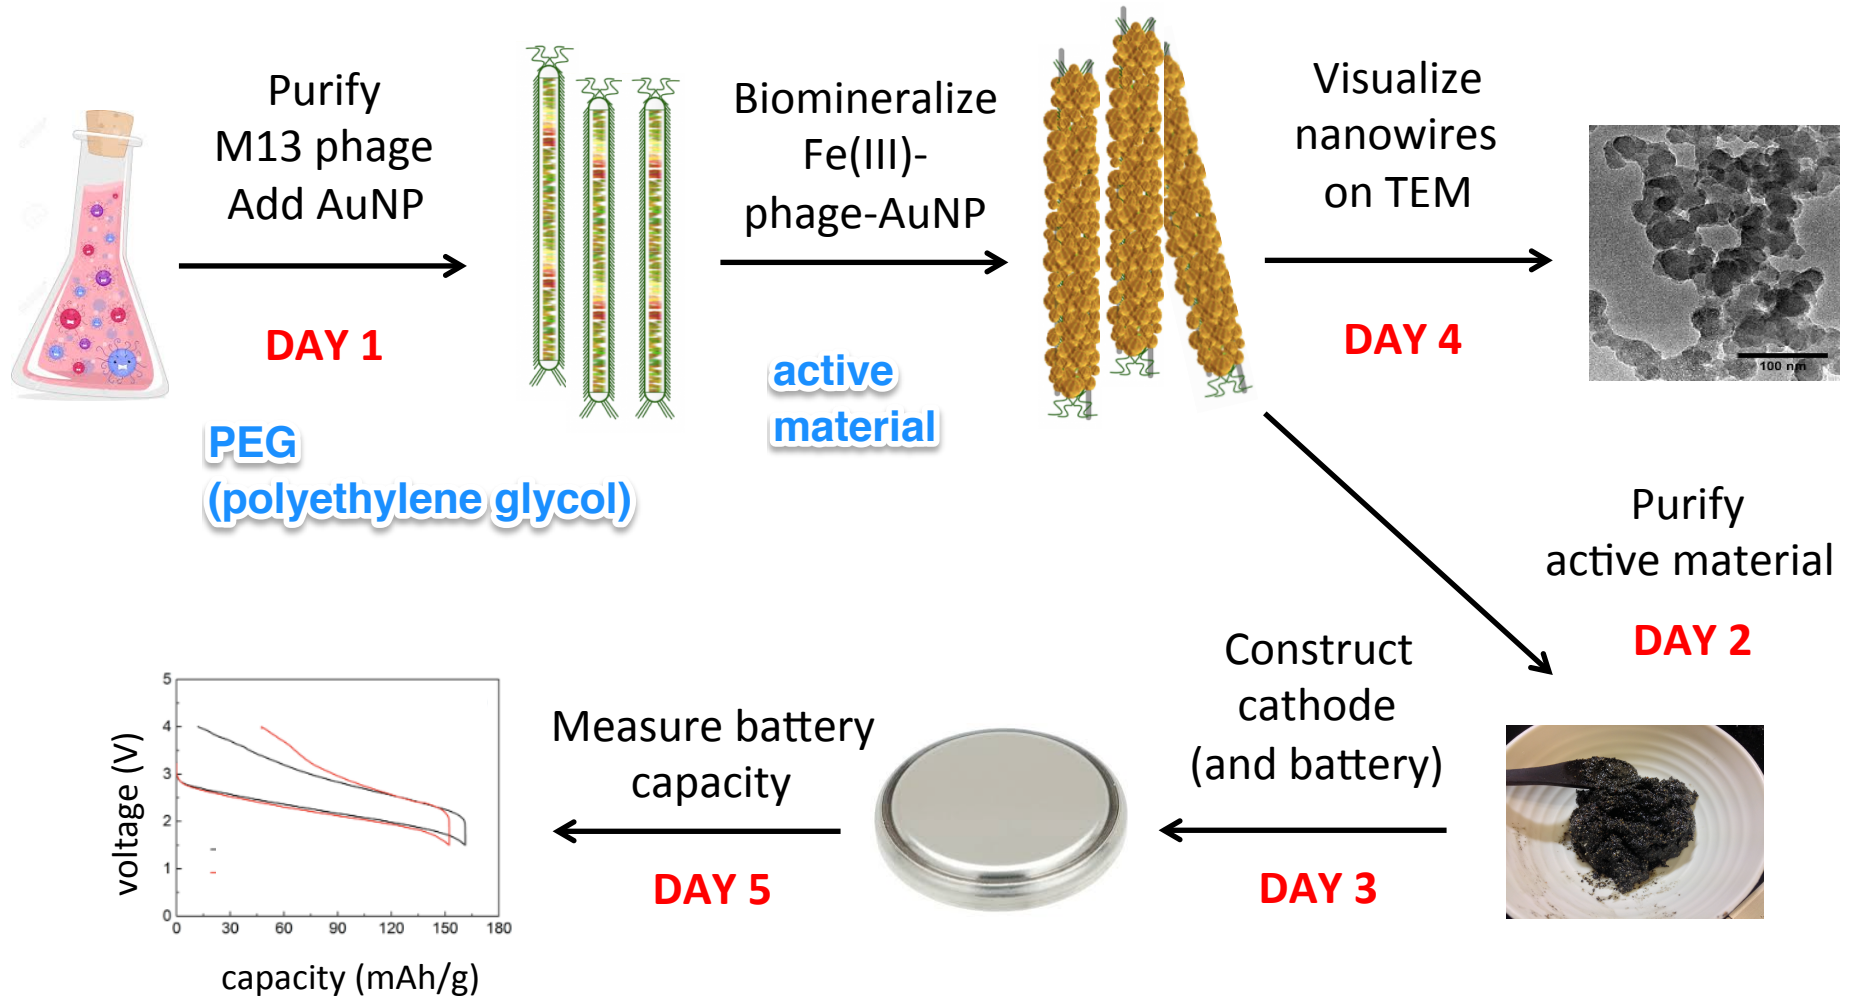 Purify
M13 phage
Add AuNP
DAY 1
PEG
(polyethylene glycol)
Biomineralize
Fe(III)-
phage-AuNP
active
material
Visualize
nanowires
on TEM
DAY 4
100 nm
Purify
active material
DAY 2
Construct
cathode
(and battery)
DAY 3
Measure battery
capacity
DAY 5
voltage (V)
5
4
3
2
1
0
0 30 60 90 120 150 180
capacity (mAh/g)